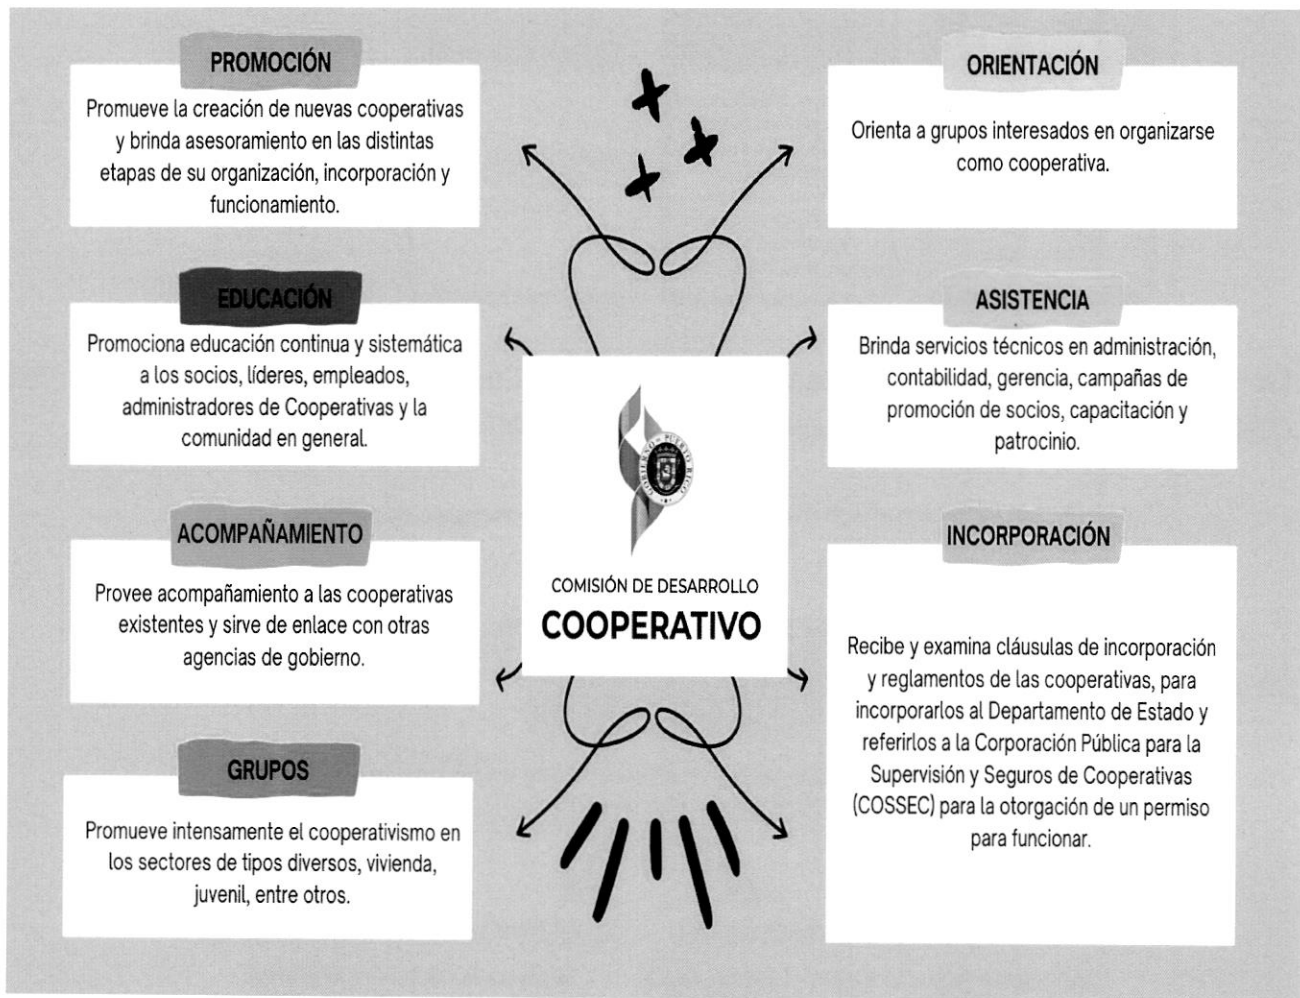 PROMOCIÓN
Promueve la creación de nuevas cooperativas
y brinda asesoramiento en las distintas
etapas de su organización, incorporación y
funcionamiento.
EDUCACIÓN
Promociona educación continua y sistemática
a los socios, líderes, empleados,
administradores de Cooperativas y la
comunidad en general.
ACOMPAÑAMIENTO
Provee acompañamiento a las cooperativas
existentes y sirve de enlace con otras
agencias de gobierno.
GRUPOS
Promueve intensamente el cooperativismo en
los sectores de tipos diversos, vivienda,
juvenil, entre otros.
GOBIERNO DE PUERTO RICO
COMISIÓN DE DESARROLLO
COOPERATIVO
ORIENTACIÓN
Orienta a grupos interesados en organizarse
como cooperativa.
ASISTENCIA
Brinda servicios técnicos en administración,
contabilidad, gerencia, campañas de
promoción de socios, capacitación y
patrocinio.
INCORPORACIÓN
Recibe y examina cláusulas de incorporación
y reglamentos de las cooperativas, para
incorporarlos al Departamento de Estado y
referirlos a la Corporación Pública para la
Supervisión y Seguros de Cooperativas
(COSSEC) para la otorgación de un permiso
para funcionar.